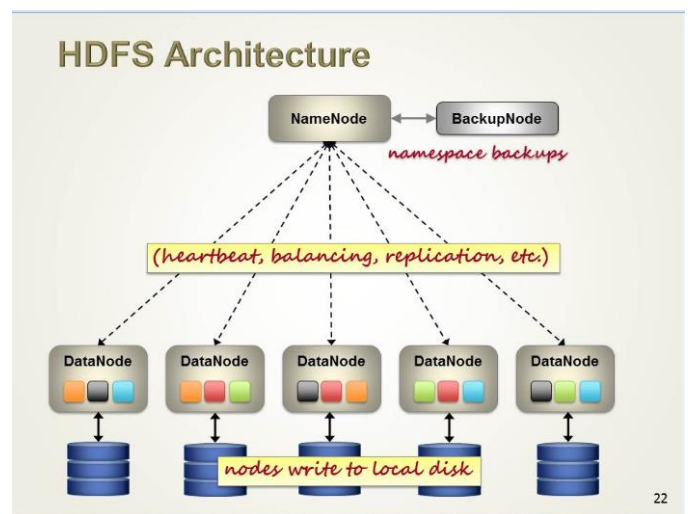 HDFS Architecture
NameNode
BackupNode
namespace backups
(heartbeat, balancing, replication, etc.)
DataNode
DataNode
DataNode
DataNode
DataNode
nodes write to local disk
22